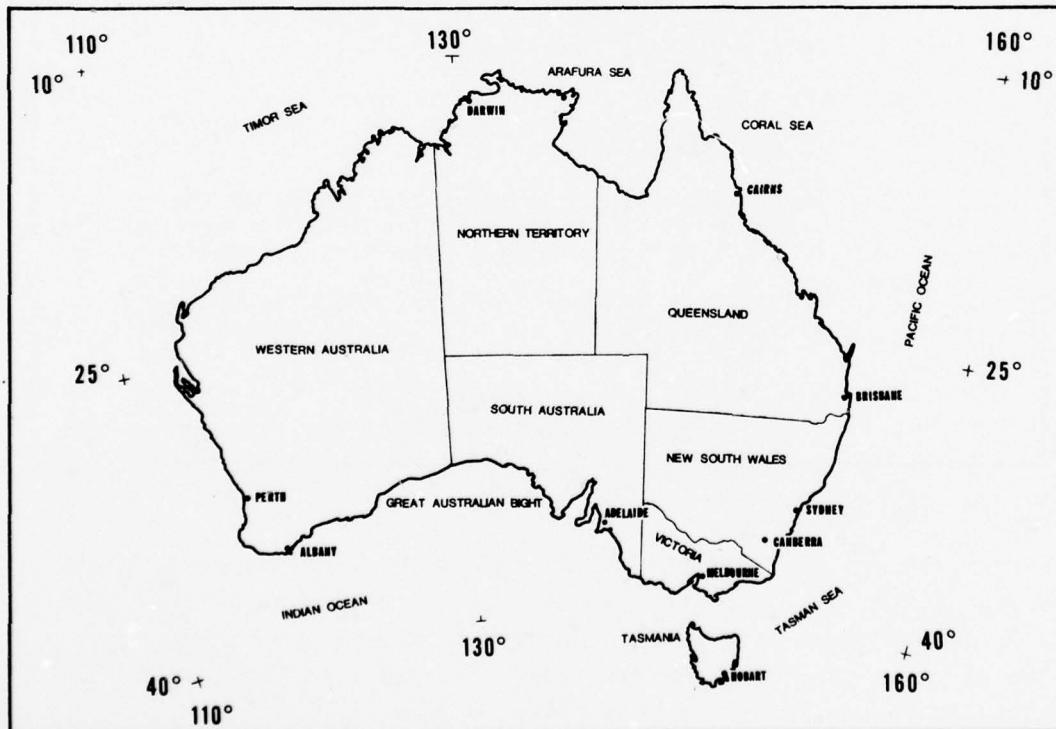 110°
130°
160°
10°
10°
ARAFURA SEA
TIMOR SEA
DARWIN
CORAL SEA
CAIRNS
NORTHERN TERRITORY
QUEENSLAND
PACIFIC OCEAN
WESTERN AUSTRALIA
25°
25°
SOUTH AUSTRALIA
BRISBANE
NEW SOUTH WALES
PERTH
GREAT AUSTRALIAN BIGHT
ADELAIDE
SYDNEY
CANBERRA
ALBANY
VICTORIA
MELBOURNE
INDIAN OCEAN
TASMAN SEA
130°
TASMANIA
40°
HOBART
40°
160°
110°